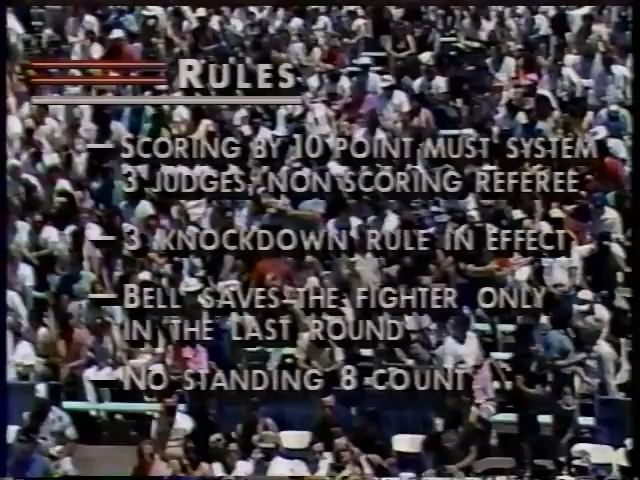 RULES
— SCORING BY 10 POINT MUST SYSTEM
3 JUDGES, NON SCORING REFEREE
— 3 KNOCKDOWN RULE IN EFFECT
— BELL SAVES THE FIGHTER ONLY
IN THE LAST ROUND
— NO STANDING 8 COUNT